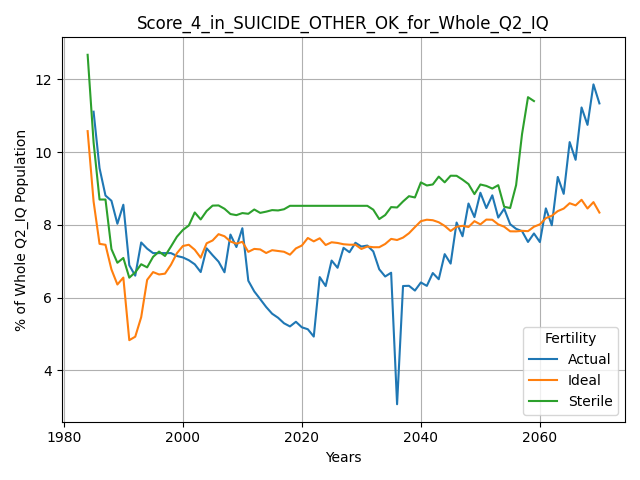 Score_4_in_SUICIDE_OTHER_OK_for_Whole_Q2_IQ
% of Whole Q2_IQ Population
12
10
8
6
4
1980
2000
2020
2040
2060
Years
Fertility
Actual
Ideal
Sterile